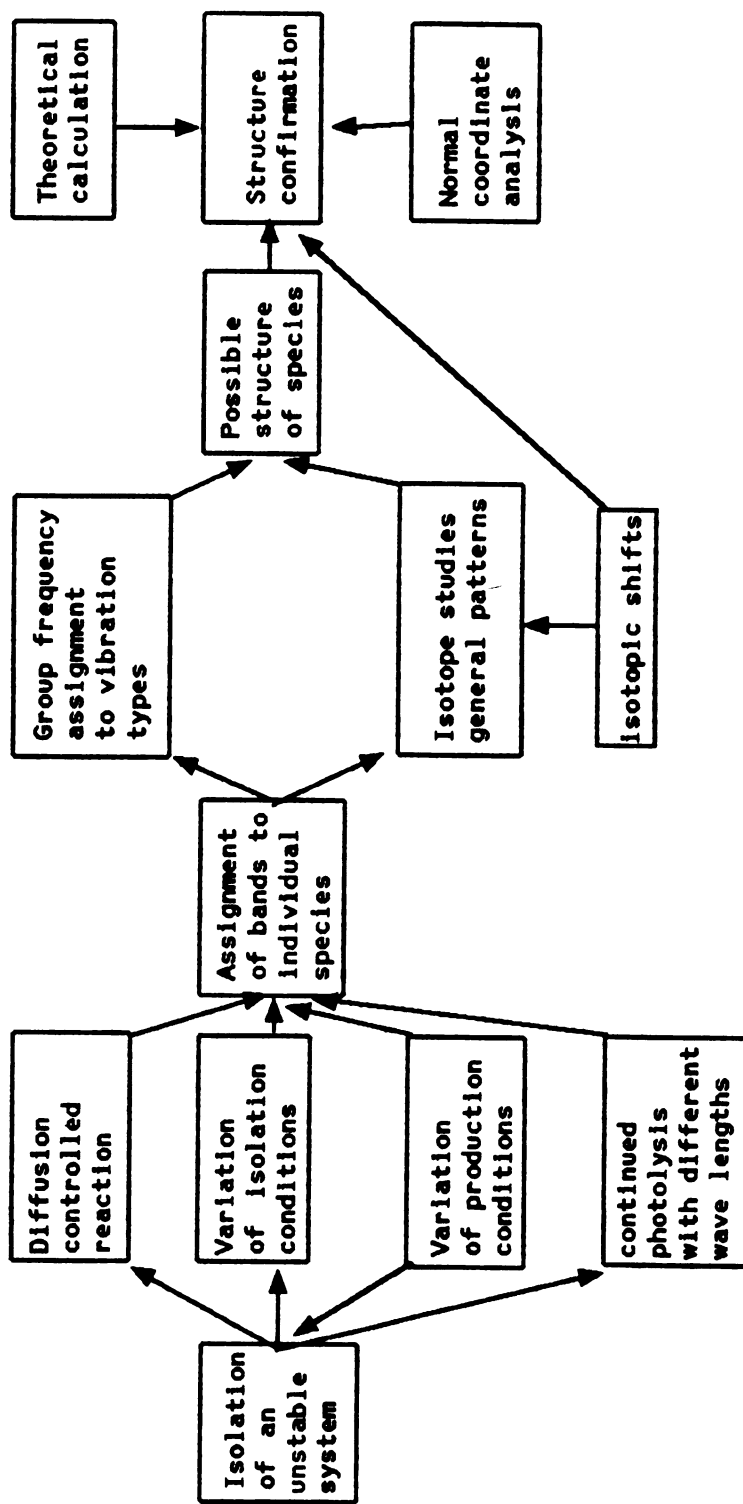 Isolation
of an
unstable
system
Diffusion
controlled
reaction
Variation
of isolation
conditions
Variation
of production
conditions
continued
photolysis
with different
wave lengths
Assignment
of bands to
individual
species
Group frequency
assignment
to vibration
types
Isotope studies
general patterns
isotopic shifts
Possible
structure
of species
Theoretical
calculation
Structure
confirmation
Normal
coordinate
analysis